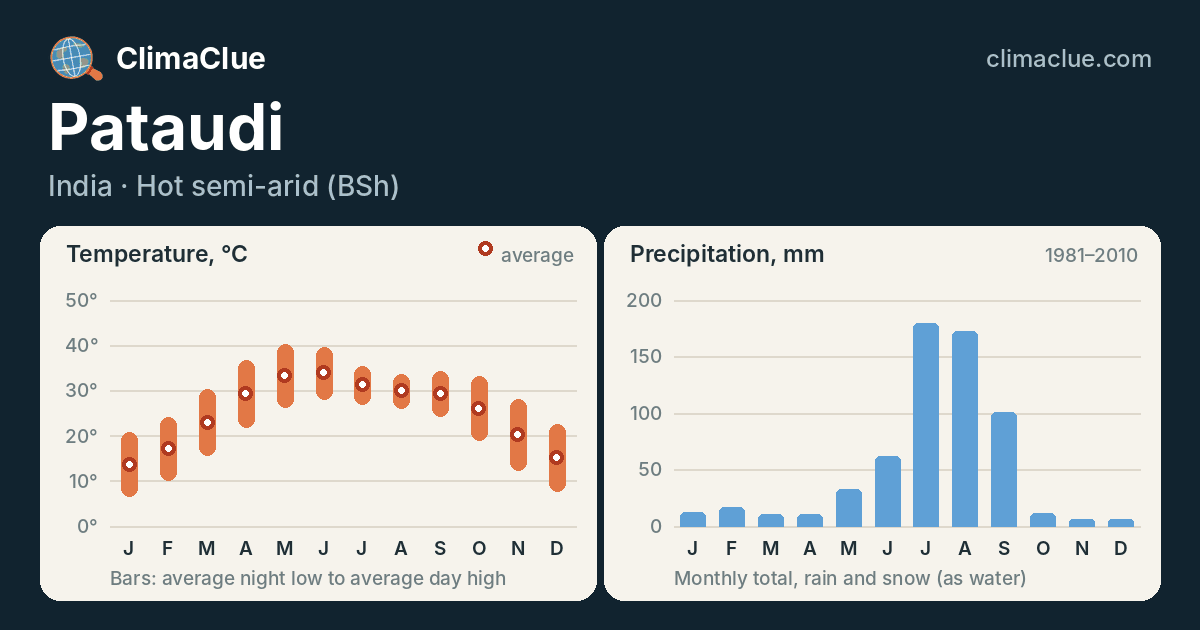 ClimaClue
climaclue.com
Pataudi
India · Hot semi-arid (BSh)
Temperature, °C
average
50°
40°
30°
20°
10°
0°
J F M A M J J A S O N D
Bars: average night low to average day high
Precipitation, mm
1981–2010
200
150
100
50
0
J F M A M J J A S O N D
Monthly total, rain and snow (as water)